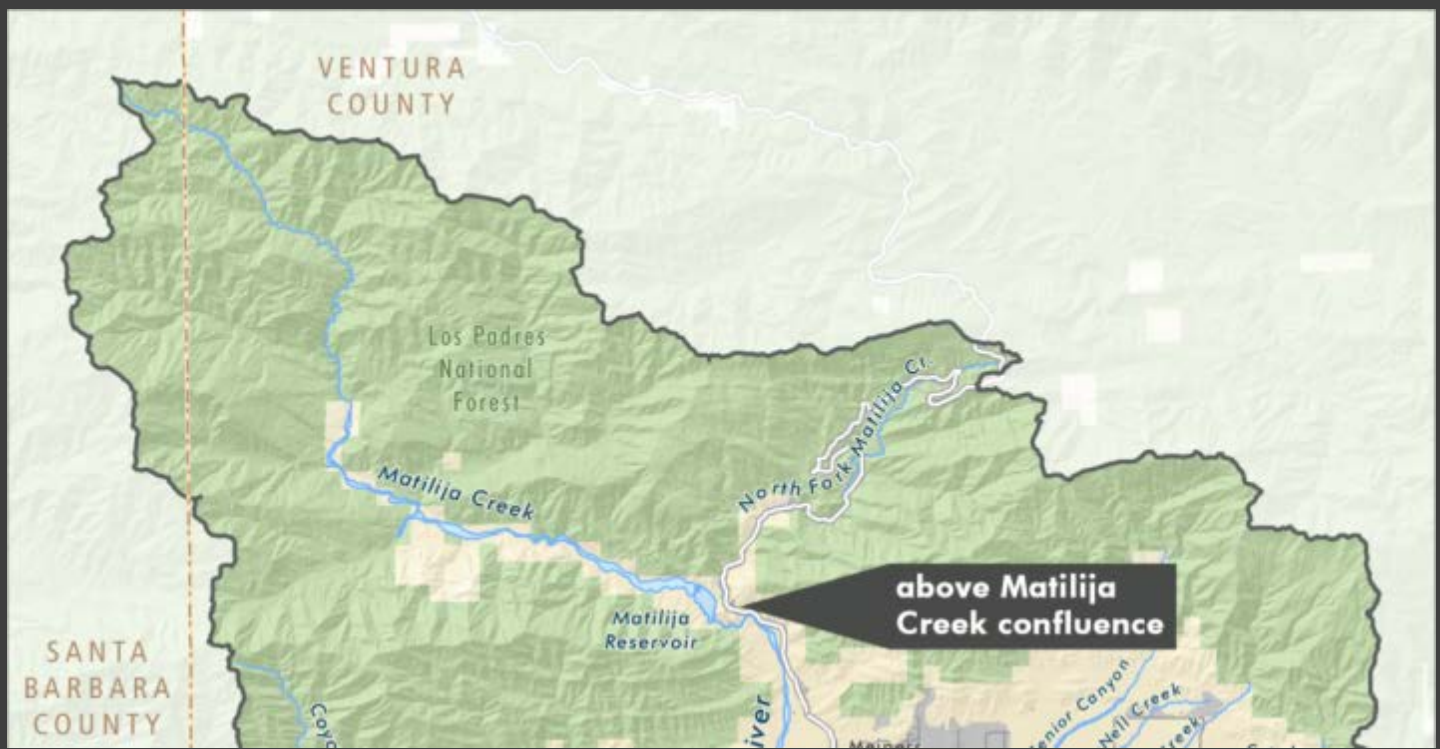 VENTURA
COUNTY
Los Padres
National
Forest
North Fork Matilija Cr.
Matilija Creek
above Matilija
Creek confluence
Matilija
Reservoir
SANTA
BARBARA
COUNTY
Canyon
Nell Creek